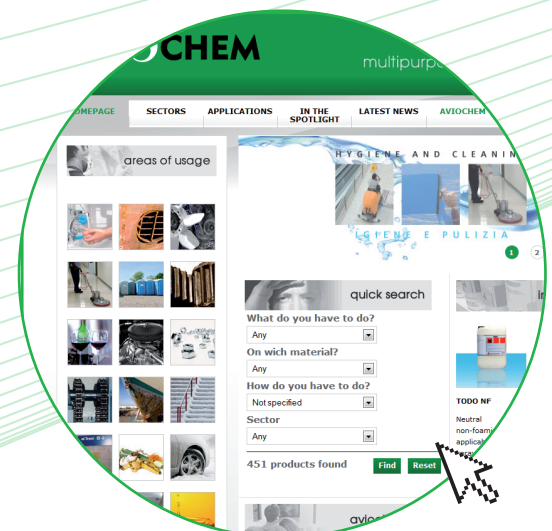 CHEM
multipurp
OMEPAGE
SECTORS
APPLICATIONS
IN THE
SPOTLIGHT
LATEST NEWS
AVIOCHEM
areas of usage
HYGIENE AND CLEANIN
IGIENE E PULIZIA
1
2
quick search
What do you have to do?
Any
On wich material?
Any
How do you have to do?
Not specified
Sector
Any
451 products found
Find
Reset
TODO NF
Neutral
non-foami
applicab